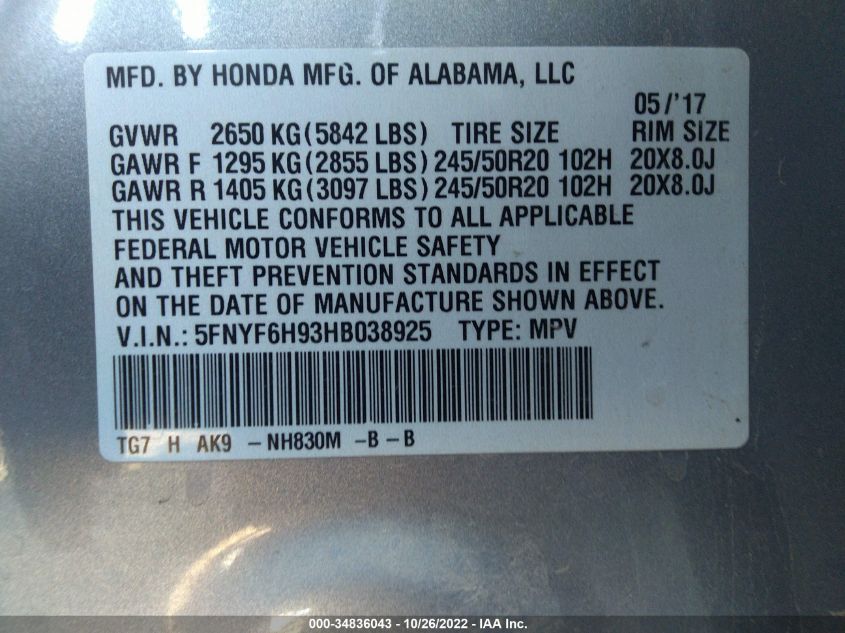 MFD. BY HONDA MFG. OF ALABAMA, LLC
05/'17
GVWR 2650 KG(5842 LBS) TIRE SIZE RIM SIZE
GAWR F 1295 KG(2855 LBS) 245/50R20 102H 20X8.0J
GAWR R 1405 KG(3097 LBS) 245/50R20 102H 20X8.0J
THIS VEHICLE CONFORMS TO ALL APPLICABLE
FEDERAL MOTOR VEHICLE SAFETY
AND THEFT PREVENTION STANDARDS IN EFFECT
ON THE DATE OF MANUFACTURE SHOWN ABOVE.
V.I.N.: 5FNYF6H93HB038925 TYPE: MPV
TG7 H AK9 -NH830M -B-B
000-34836043 - 10/26/2022 - IAA Inc.